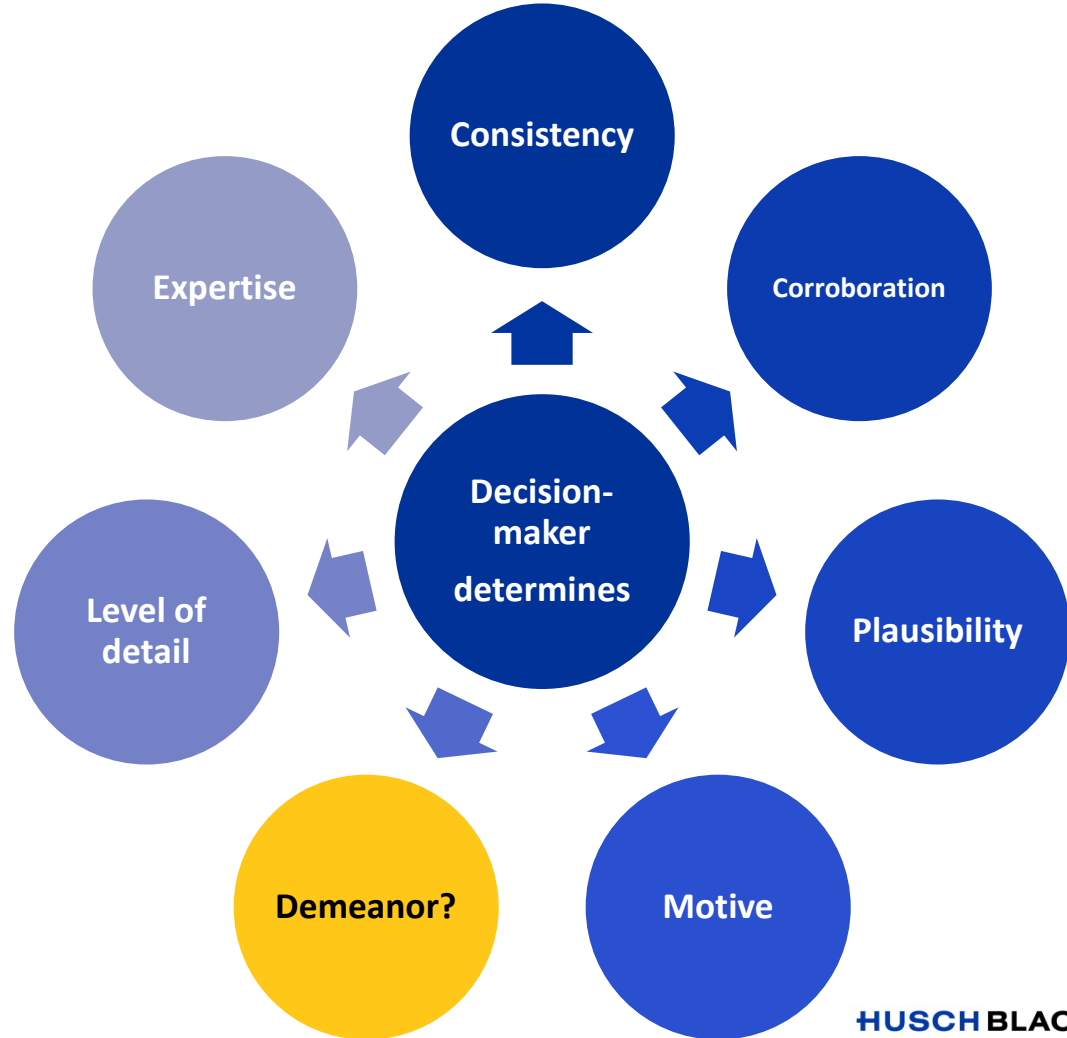 Consistency
Corroboration
Plausibility
Motive
Demeanor?
Level of
detail
Expertise
Decision-
maker
determines
HUSCH BLAC